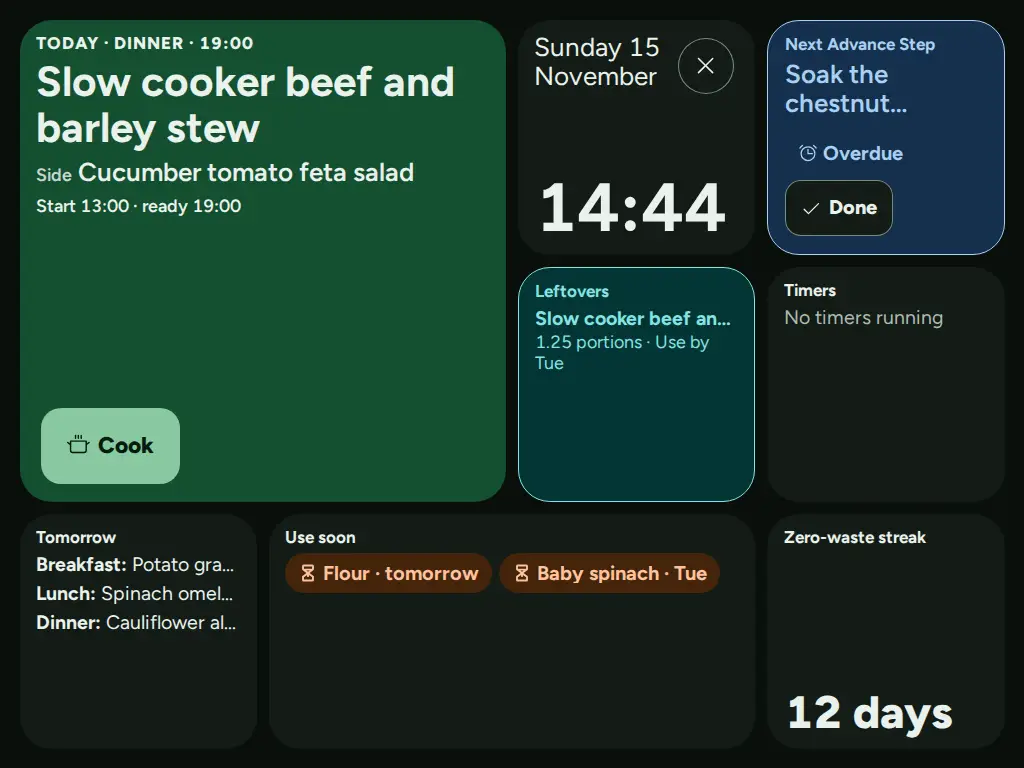 TODAY · DINNER · 19:00
Slow cooker beef and
barley stew
Side Cucumber tomato feta salad
Start 13:00 · ready 19:00
Cook
Sunday 15
November
14:44
Next Advance Step
Soak the
chestnut...
Overdue
Done
Leftovers
Slow cooker beef an...
1.25 portions · Use by
Tue
Timers
No timers running
Tomorrow
Breakfast: Potato gra...
Lunch: Spinach omel...
Dinner: Cauliflower al...
Use soon
Flour · tomorrow
Baby spinach · Tue
Zero-waste streak
12 days